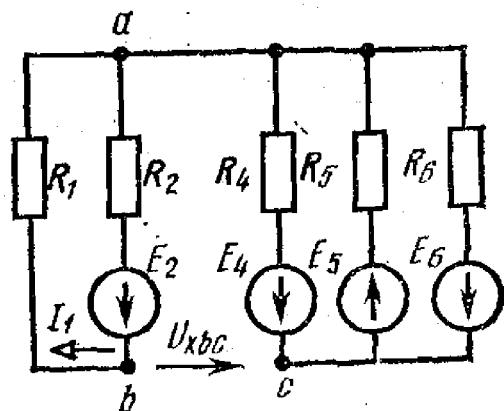 a
R₁ R₂ R₄ R₅ R₆
E₂ E₄ E₅ E₆
I₁ Uxbc
b c